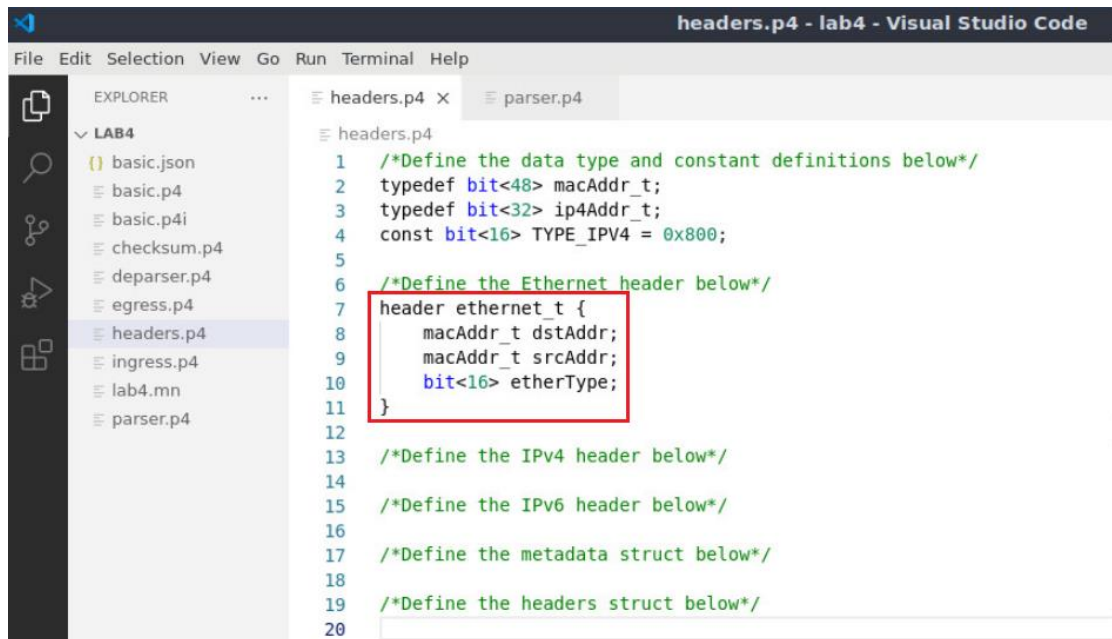 headers.p4 - lab4 - Visual Studio Code
File Edit Selection View Go Run Terminal Help
EXPLORER ...
LAB4
{} basic.json
basic.p4
basic.p4i
checksum.p4
deparser.p4
egress.p4
headers.p4
ingress.p4
lab4.mn
parser.p4
headers.p4 × parser.p4
headers.p4
1 /*Define the data type and constant definitions below*/
2 typedef bit<48> macAddr_t;
3 typedef bit<32> ip4Addr_t;
4 const bit<16> TYPE_IPV4 = 0x800;
5
6 /*Define the Ethernet header below*/
7 header ethernet_t {
8     macAddr_t dstAddr;
9     macAddr_t srcAddr;
10     bit<16> etherType;
11 }
12
13 /*Define the IPv4 header below*/
14
15 /*Define the IPv6 header below*/
16
17 /*Define the metadata struct below*/
18
19 /*Define the headers struct below*/
20